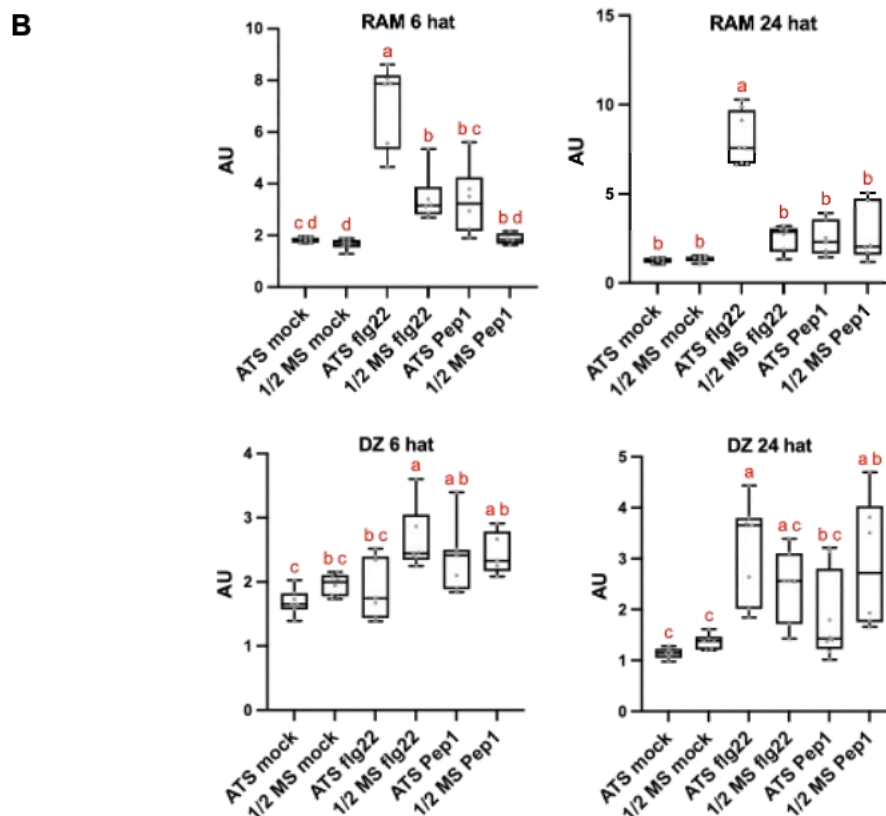 B
RAM 6 hat
AU
10
8
6
4
2
0
c d
d
a
b
b c
b d
ATS mock
1/2 MS mock
ATS flg22
1/2 MS flg22
ATS Pep1
1/2 MS Pep1
RAM 24 hat
AU
15
10
5
0
b
b
a
b
b
b
ATS mock
1/2 MS mock
ATS flg22
1/2 MS flg22
ATS Pep1
1/2 MS Pep1
DZ 6 hat
AU
4
3
2
1
0
c
b c
b c
a
a b
a b
ATS mock
1/2 MS mock
ATS flg22
1/2 MS flg22
ATS Pep1
1/2 MS Pep1
DZ 24 hat
AU
5
4
3
2
1
0
c
c
a
a c
b c
a b
ATS mock
1/2 MS mock
ATS flg22
1/2 MS flg22
ATS Pep1
1/2 MS Pep1